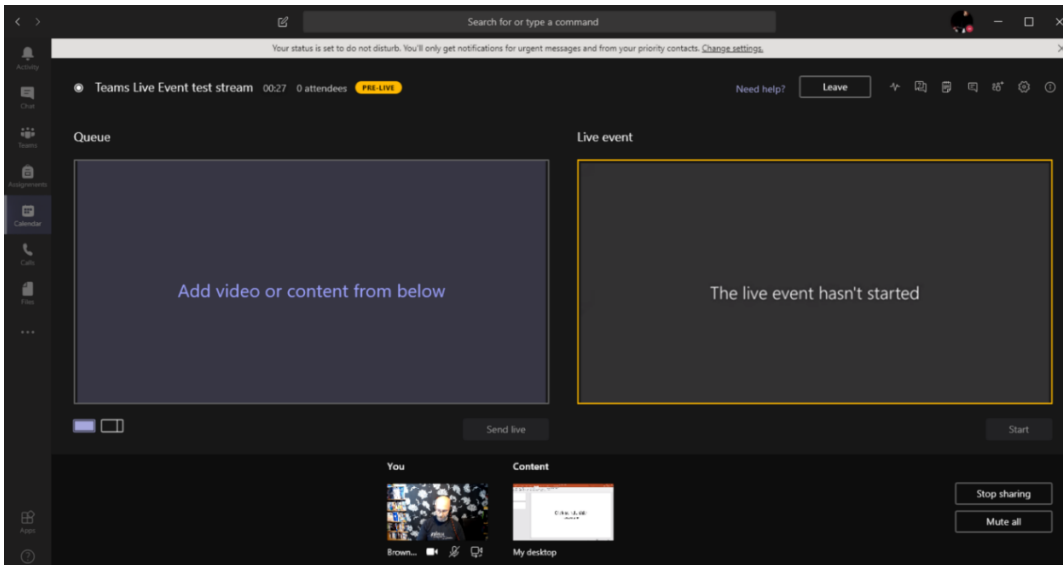 Search for or type a command
Your status is set to do not disturb. You'll only get notifications for urgent messages and from your priority contacts. Change settings.
Activity
Chat
Teams
Assignments
Calendar
Calls
Files
Apps
Teams Live Event test stream 00:27 0 attendees PRE-LIVE
Need help? Leave
Queue
Live event
Add video or content from below
The live event hasn't started
Send live
Start
You
Content
Brown...
My desktop
Stop sharing
Mute all